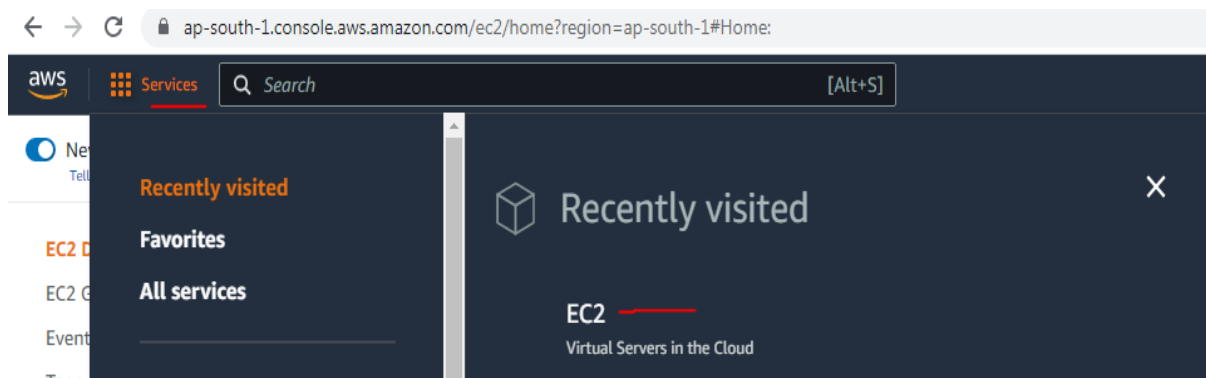 ap-south-1.console.aws.amazon.com/ec2/home?region=ap-south-1#Home:
aws Services Search [Alt+S]
Tell
Recently visited
Recently visited
Favorites
EC2
All services
EC2
Event
EC2
Virtual Servers in the Cloud